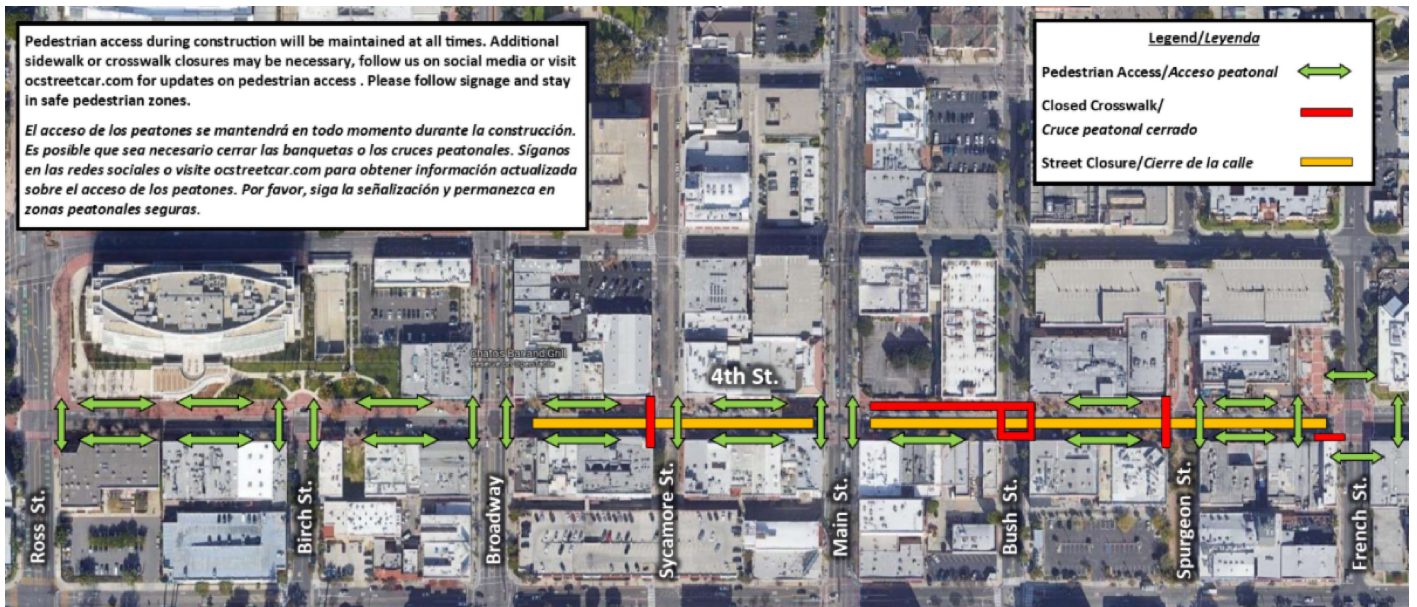 Pedestrian access during construction will be maintained at all times. Additional
sidewalk or crosswalk closures may be necessary, follow us on social media or visit
ocstreetcar.com for updates on pedestrian access . Please follow signage and stay
in safe pedestrian zones.
El acceso de los peatones se mantendrá en todo momento durante la construcción.
Es posible que sea necesario cerrar las banquetas o los cruces peatonales. Síganos
en las redes sociales o visite ocstreetcar.com para obtener información actualizada
sobre el acceso de los peatones. Por favor, siga la señalización y permanezca en
zonas peatonales seguras.
Legend/Leyenda
Pedestrian Access/Acceso peatonal
Closed Crosswalk/
Cruce peatonal cerrado
Street Closure/Cierre de la calle
Chato's Bar and Grill
4th St.
Ross St.
Birch St.
Broadway
Sycamore St.
Main St.
Bush St.
Spurgeon St.
French St.